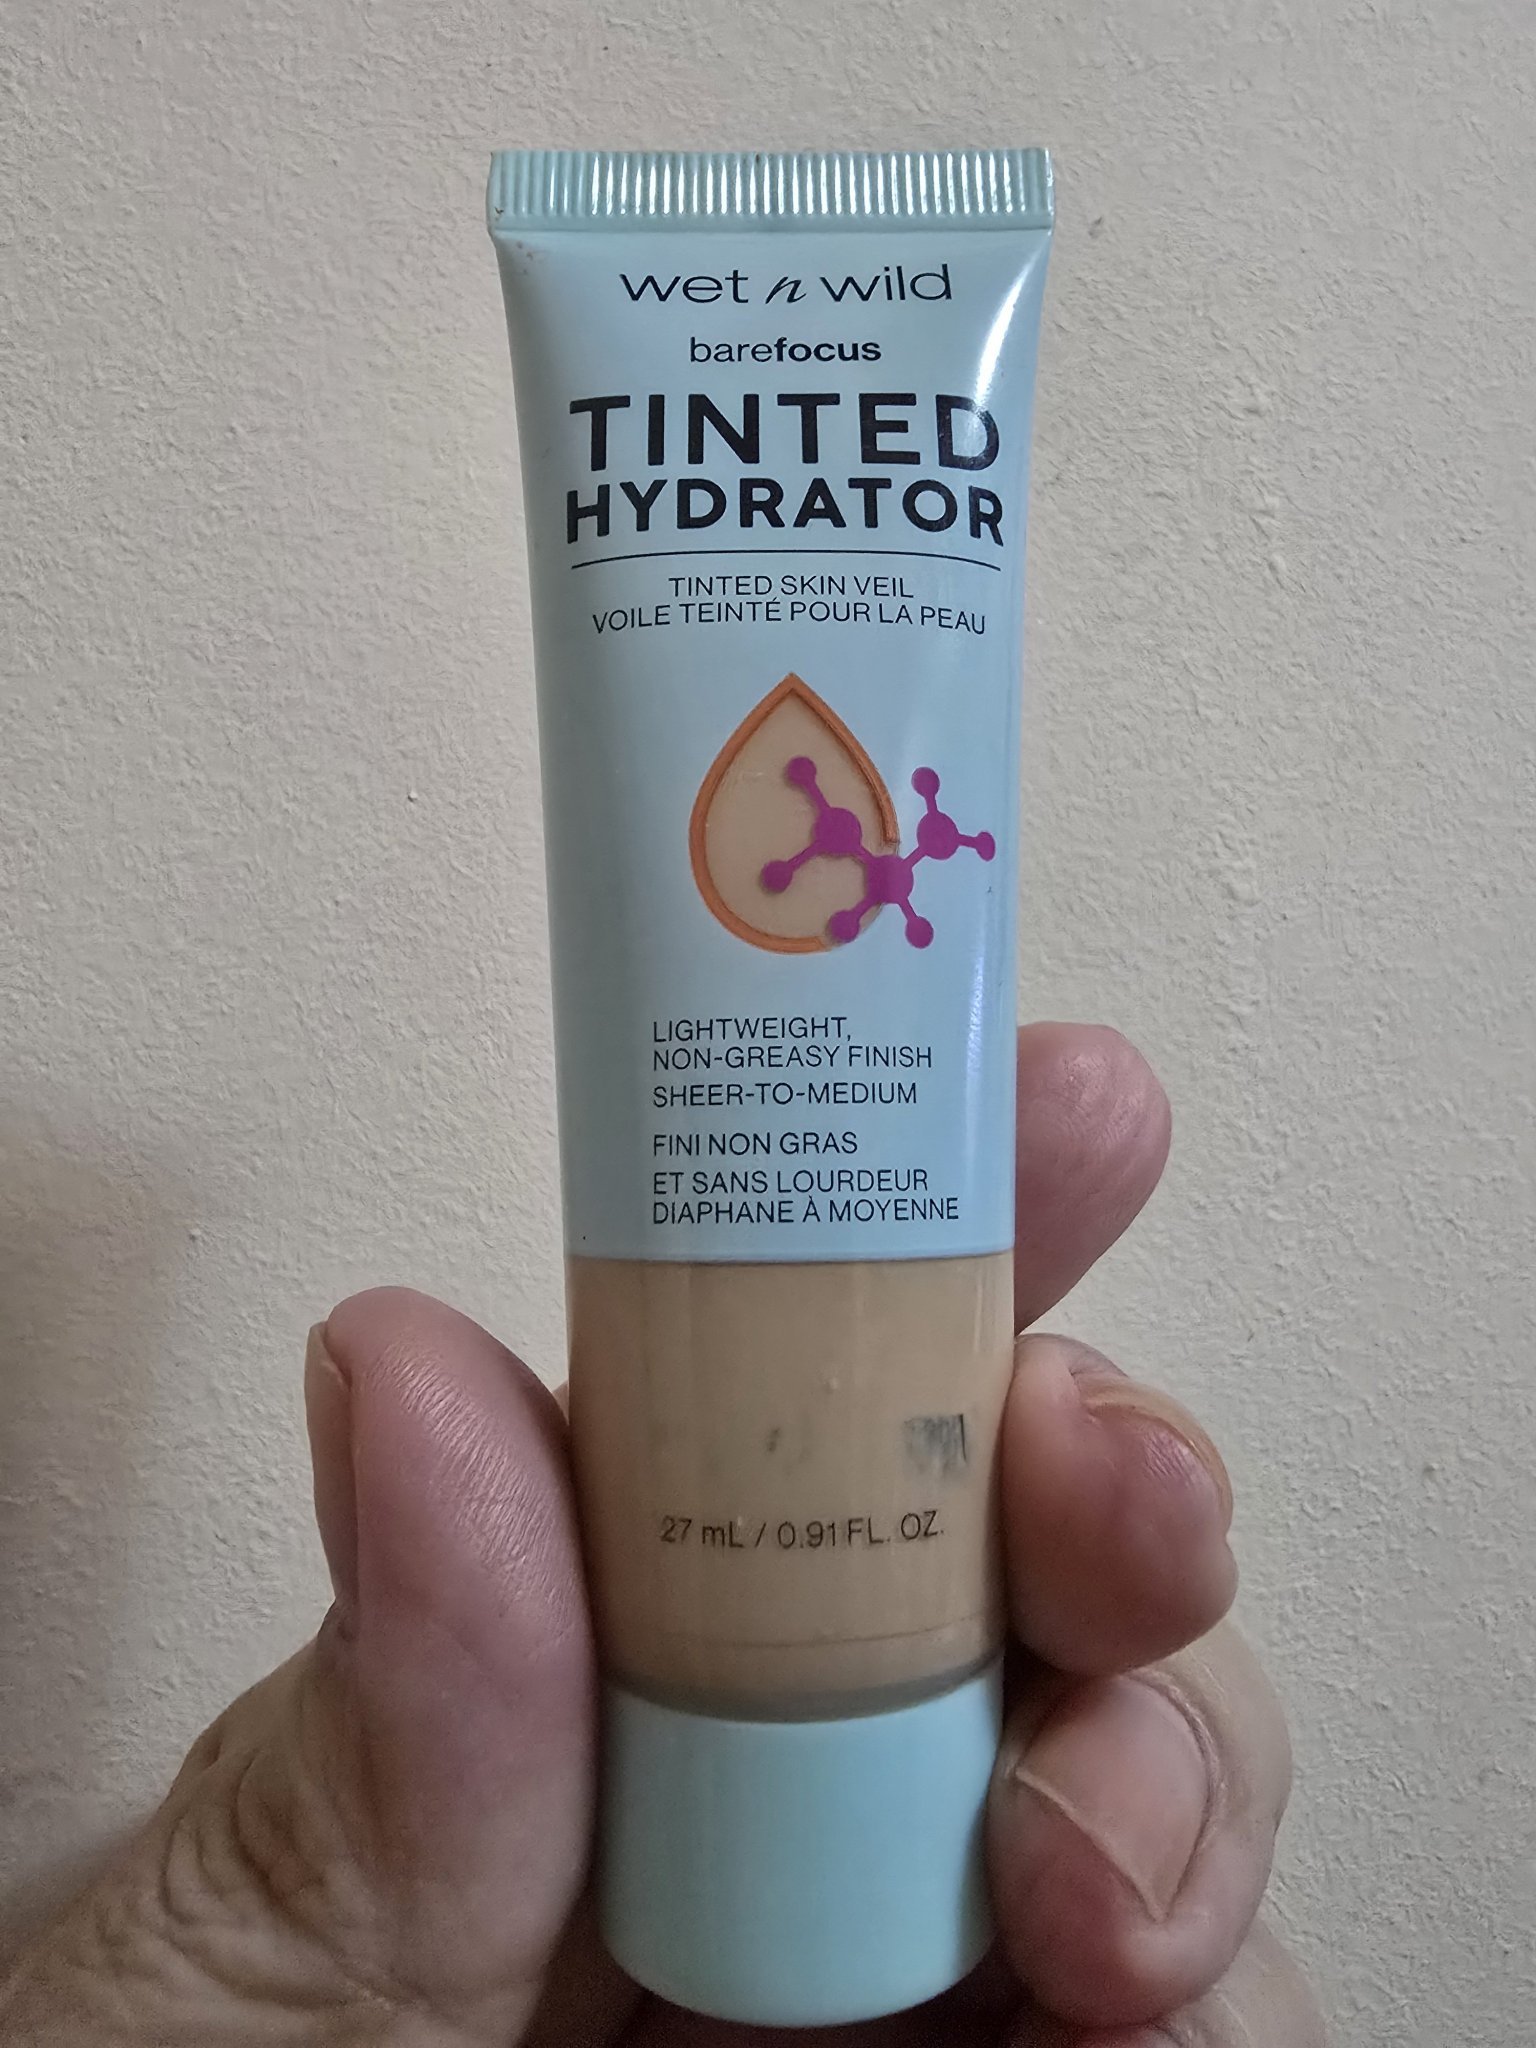 wet n wild
barefocus
TINTED
HYDRATOR
TINTED SKIN VEIL
VOILE TEINTÉ POUR LA PEAU
LIGHTWEIGHT,
NON-GREASY FINISH
SHEER-TO-MEDIUM
FINI NON GRAS
ET SANS LOURDEUR
DIAPHANE À MOYENNE
27 mL / 0.91 FL. OZ.